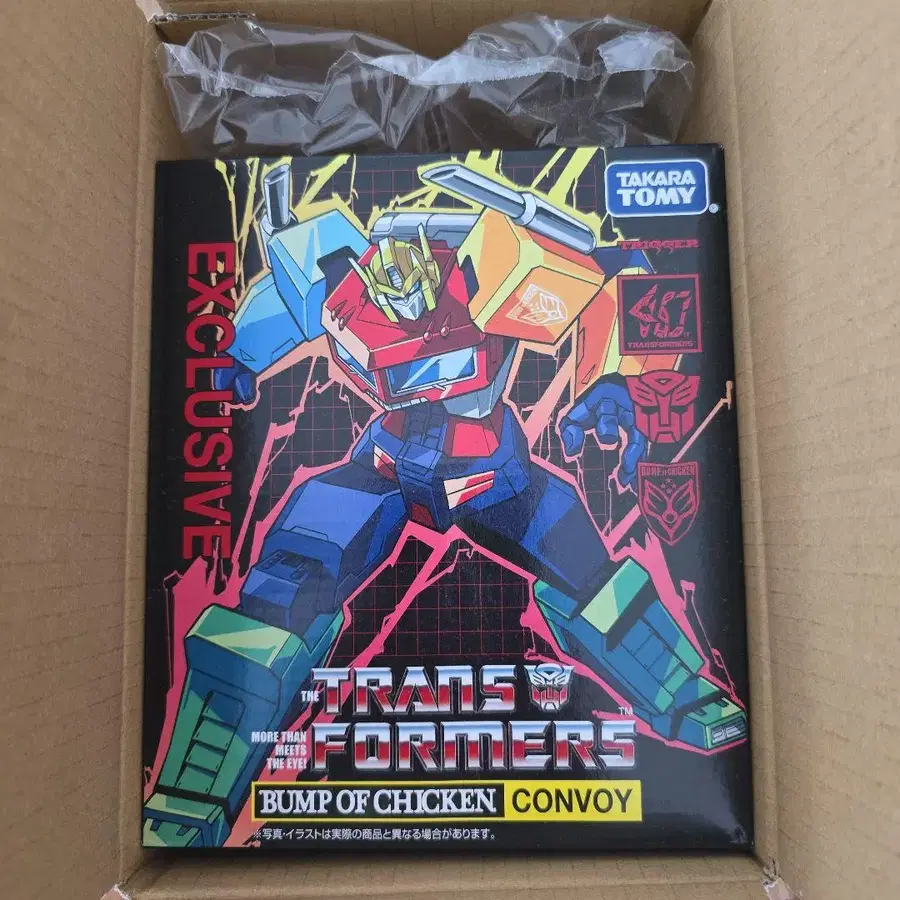 TAKARA
TOMY
EXCLUSIVE
TRIGGER
TRANSFORMERS
BUMP OF CHICKEN
THE
TRANS
FORMERS
TM
MORE THAN
MEETS
THE EYE!
BUMP OF CHICKEN CONVOY
※写真・イラストは実際の商品と異なる場合があります。